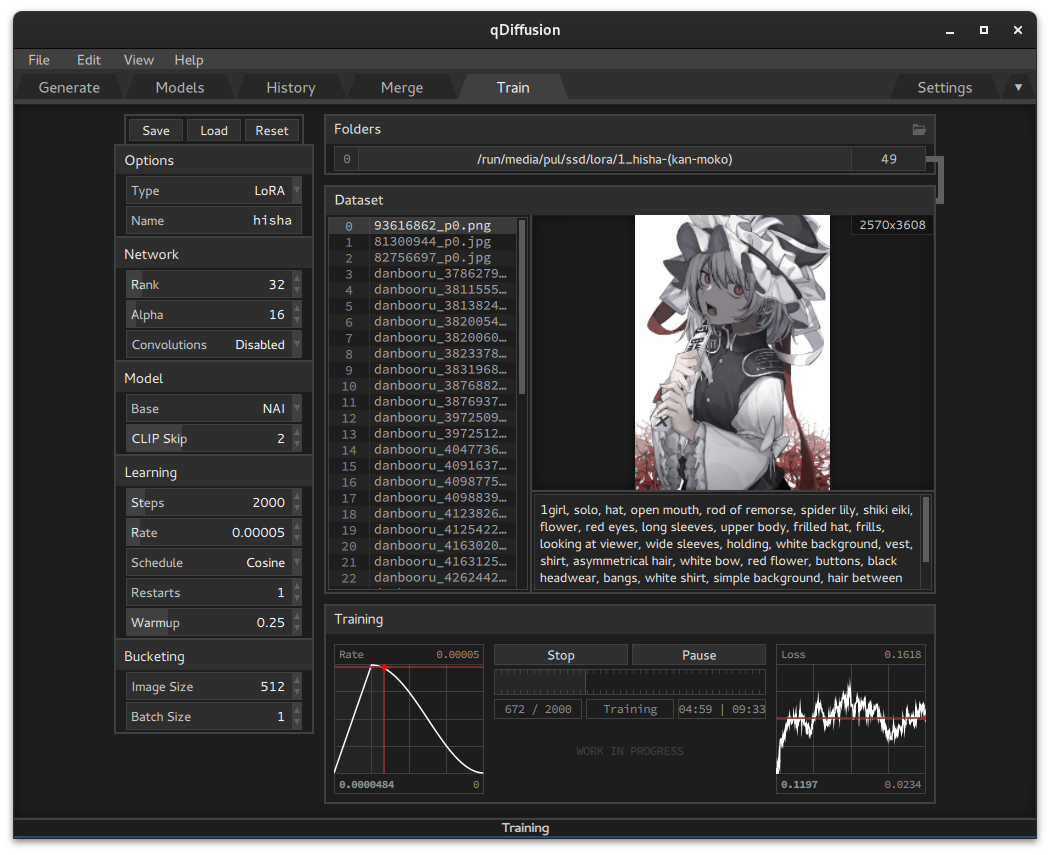 qDiffusion
File Edit View Help
Generate Models History Merge Train Settings
Save Load Reset
Options
Type LoRA
Name hisha
Network
Rank 32
Alpha 16
Convolutions Disabled
Model
Base NAI
CLIP Skip 2
Learning
Steps 2000
Rate 0.00005
Schedule Cosine
Restarts 1
Warmup 0.25
Bucketing
Image Size 512
Batch Size 1
Folders
0 /run/media/pul/ssd/lora/1_hisha-(kan-moko) 49
Dataset
0 93616862_p0.png
1 81300944_p0.jpg
2 82756697_p0.jpg
3 danbooru_3786279…
4 danbooru_3811555…
5 danbooru_3813824…
6 danbooru_3820054…
7 danbooru_3820060…
8 danbooru_3823378…
9 danbooru_3831968…
10 danbooru_3876882…
11 danbooru_3876937…
12 danbooru_3972509…
13 danbooru_3972512…
14 danbooru_4047736…
15 danbooru_4091637…
16 danbooru_4098775…
17 danbooru_4098839…
18 danbooru_4123826…
19 danbooru_4125422…
20 danbooru_4163020…
21 danbooru_4163125…
22 danbooru_4262442…
2570x3608
1girl, solo, hat, open mouth, rod of remorse, spider lily, shiki eiki,
flower, red eyes, long sleeves, upper body, frilled hat, frills,
looking at viewer, wide sleeves, holding, white background, vest,
shirt, asymmetrical hair, white bow, red flower, buttons, black
headwear, bangs, white shirt, simple background, hair between
Training
Rate 0.00005
0.0000484 0
Stop Pause
672 / 2000 Training 04:59 | 09:33
WORK IN PROGRESS
Loss 0.1618
0.1197 0.0234
Training